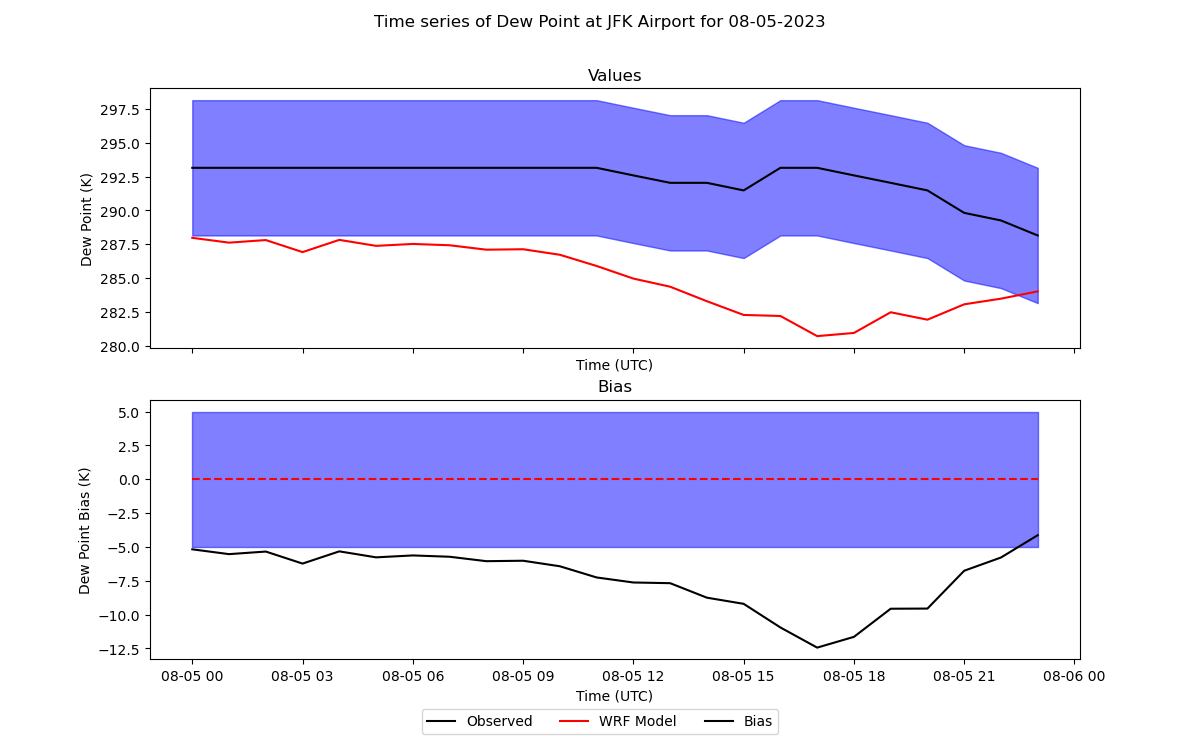 Time series of Dew Point at JFK Airport for 08-05-2023
Values
Dew Point (K)
297.5
295.0
292.5
290.0
287.5
285.0
282.5
280.0
Time (UTC)
Bias
Dew Point Bias (K)
5.0
2.5
0.0
−2.5
−5.0
−7.5
−10.0
−12.5
08-05 00 08-05 03 08-05 06 08-05 09 08-05 12 08-05 15 08-05 18 08-05 21 08-06 00
Time (UTC)
Observed WRF Model Bias